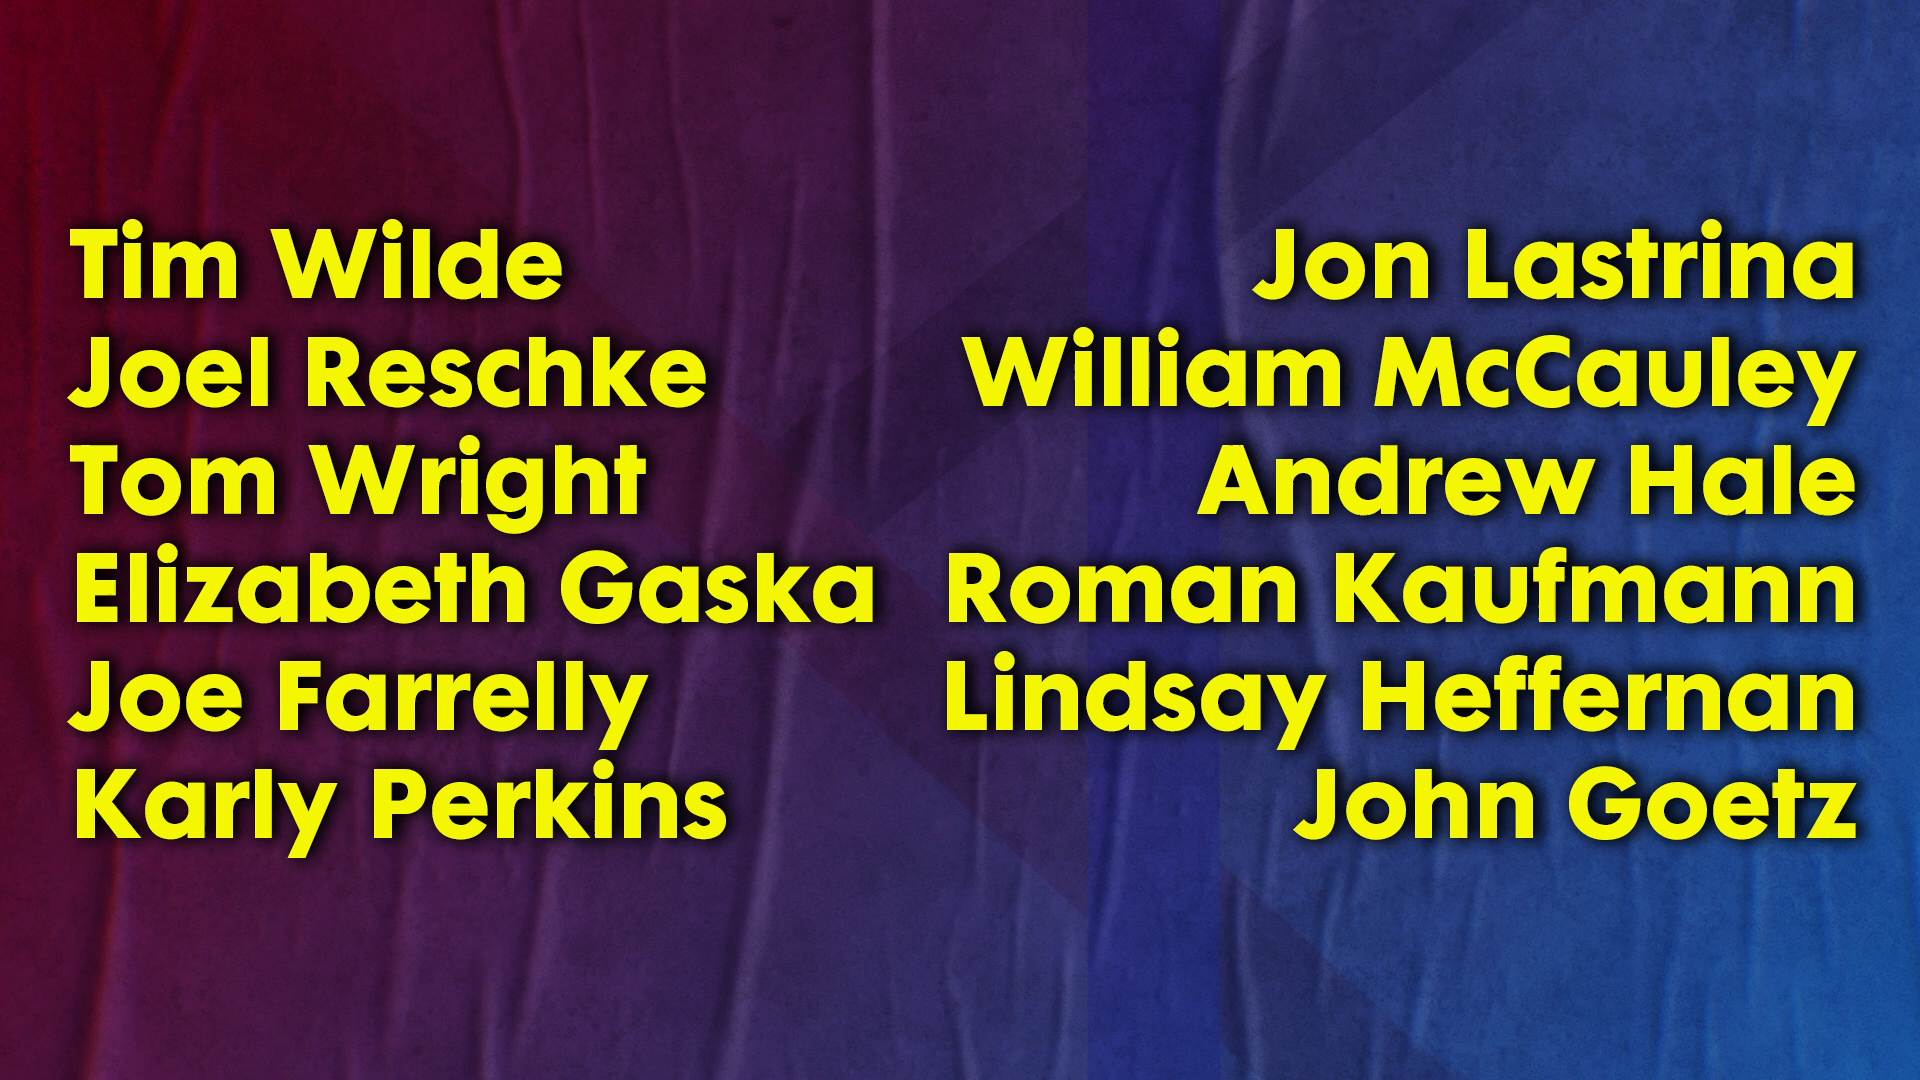 Tim Wilde
Joel Reschke
Tom Wright
Elizabeth Gaska
Joe Farrelly
Karly Perkins
Jon Lastrina
William McCauley
Andrew Hale
Roman Kaufmann
Lindsay Heffernan
John Goetz